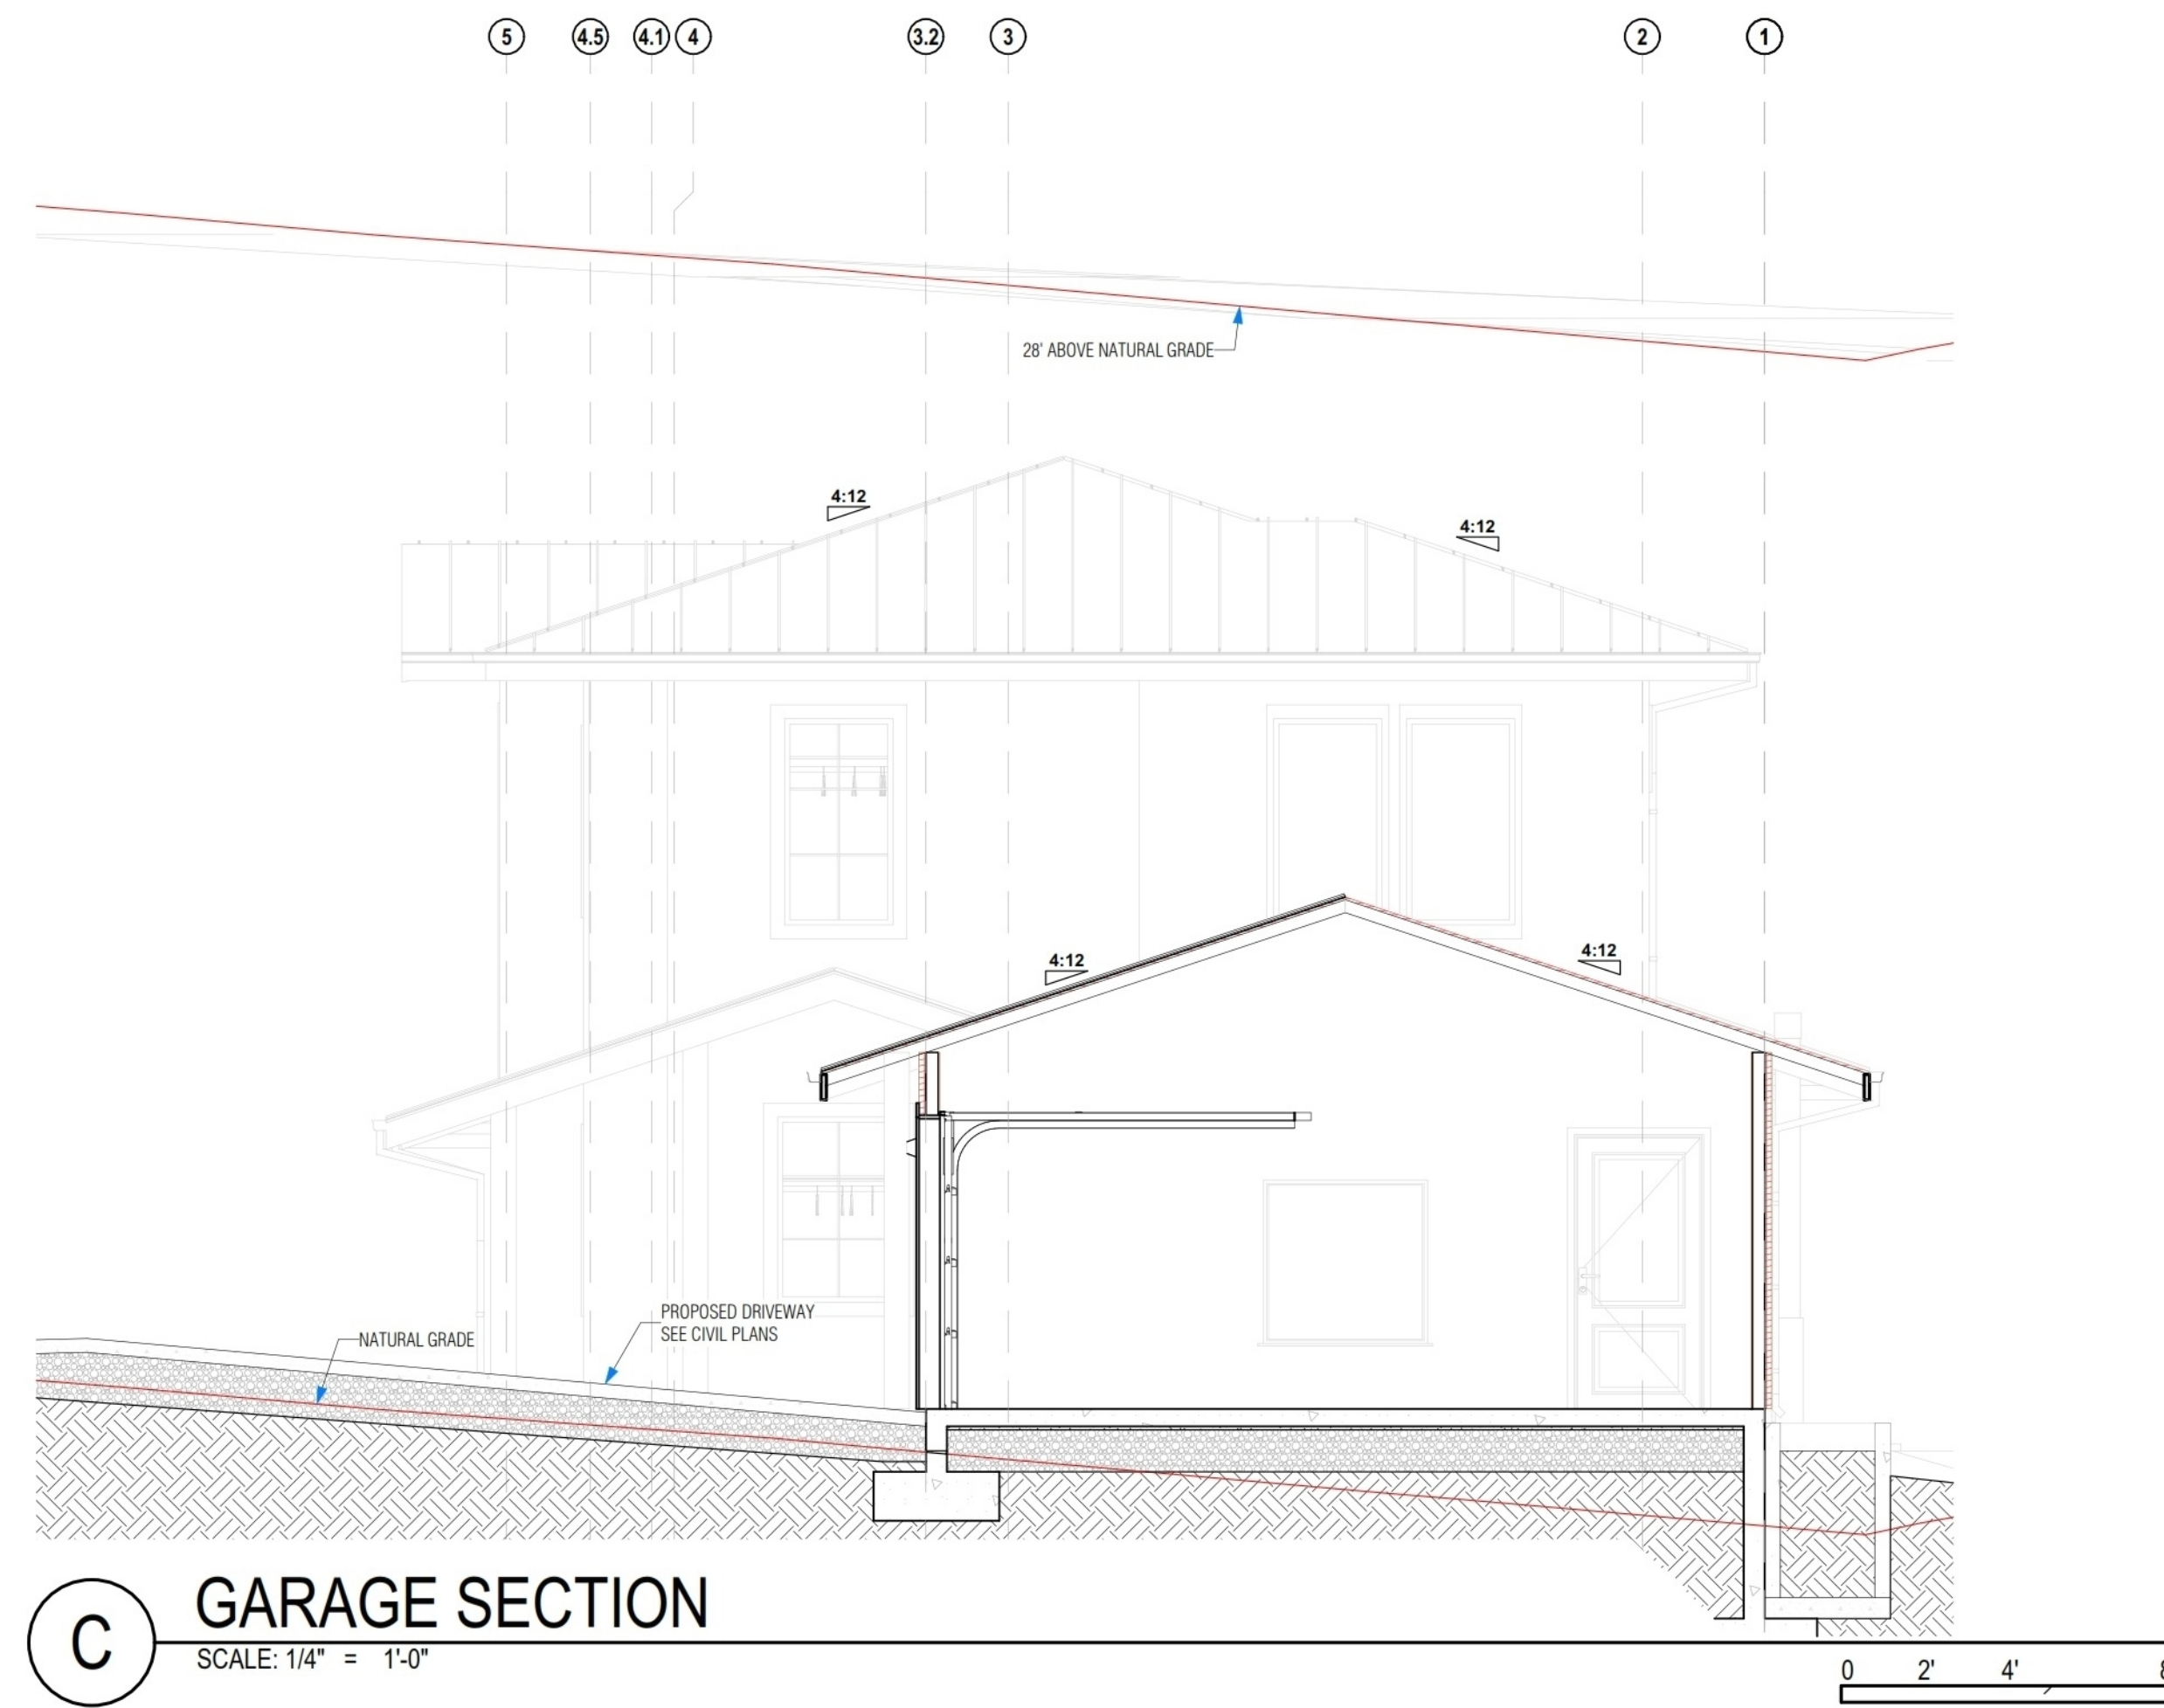 5 4.5 4.1 4 3.2 3 2 1
28' ABOVE NATURAL GRADE
4:12
4:12
4:12
4:12
PROPOSED DRIVEWAY
SEE CIVIL PLANS
NATURAL GRADE
C
GARAGE SECTION
SCALE: 1/4" = 1'-0"
0 2' 4'